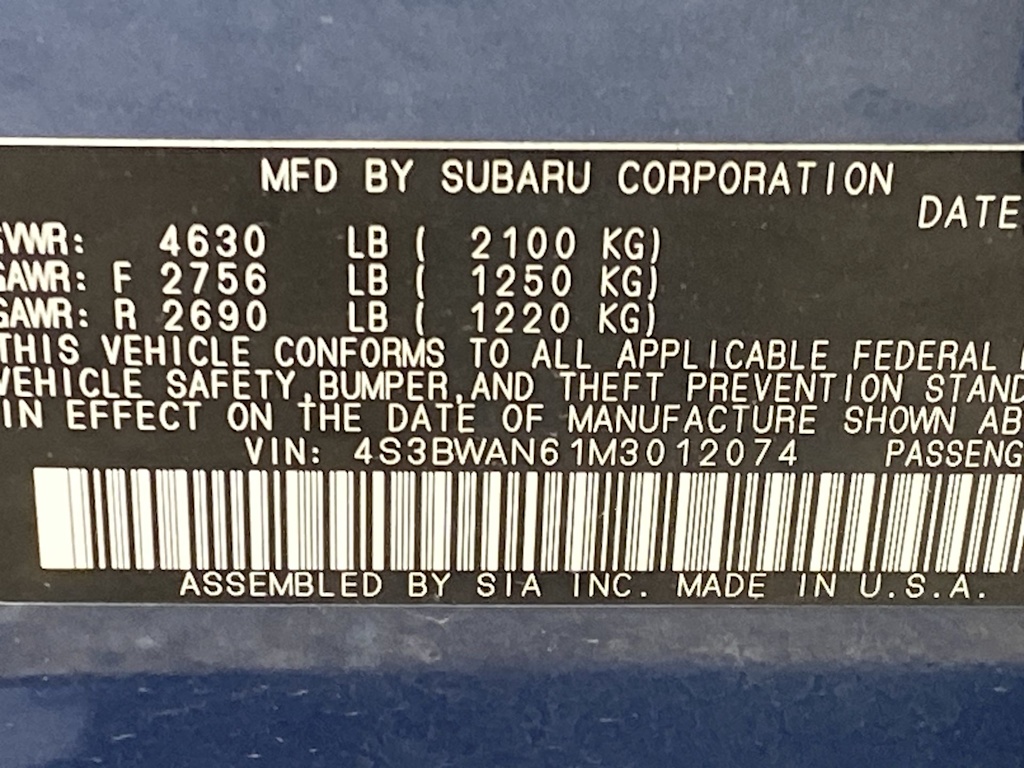 MFD BY SUBARU CORPORATION
DATE
GVWR: 4630 LB ( 2100 KG)
GAWR: F 2756 LB ( 1250 KG)
GAWR: R 2690 LB ( 1220 KG)
THIS VEHICLE CONFORMS TO ALL APPLICABLE FEDERAL
VEHICLE SAFETY,BUMPER,AND THEFT PREVENTION STAND
IN EFFECT ON THE DATE OF MANUFACTURE SHOWN AB
VIN: 4S3BWAN61M3012074 PASSENG
ASSEMBLED BY SIA INC. MADE IN U.S.A.